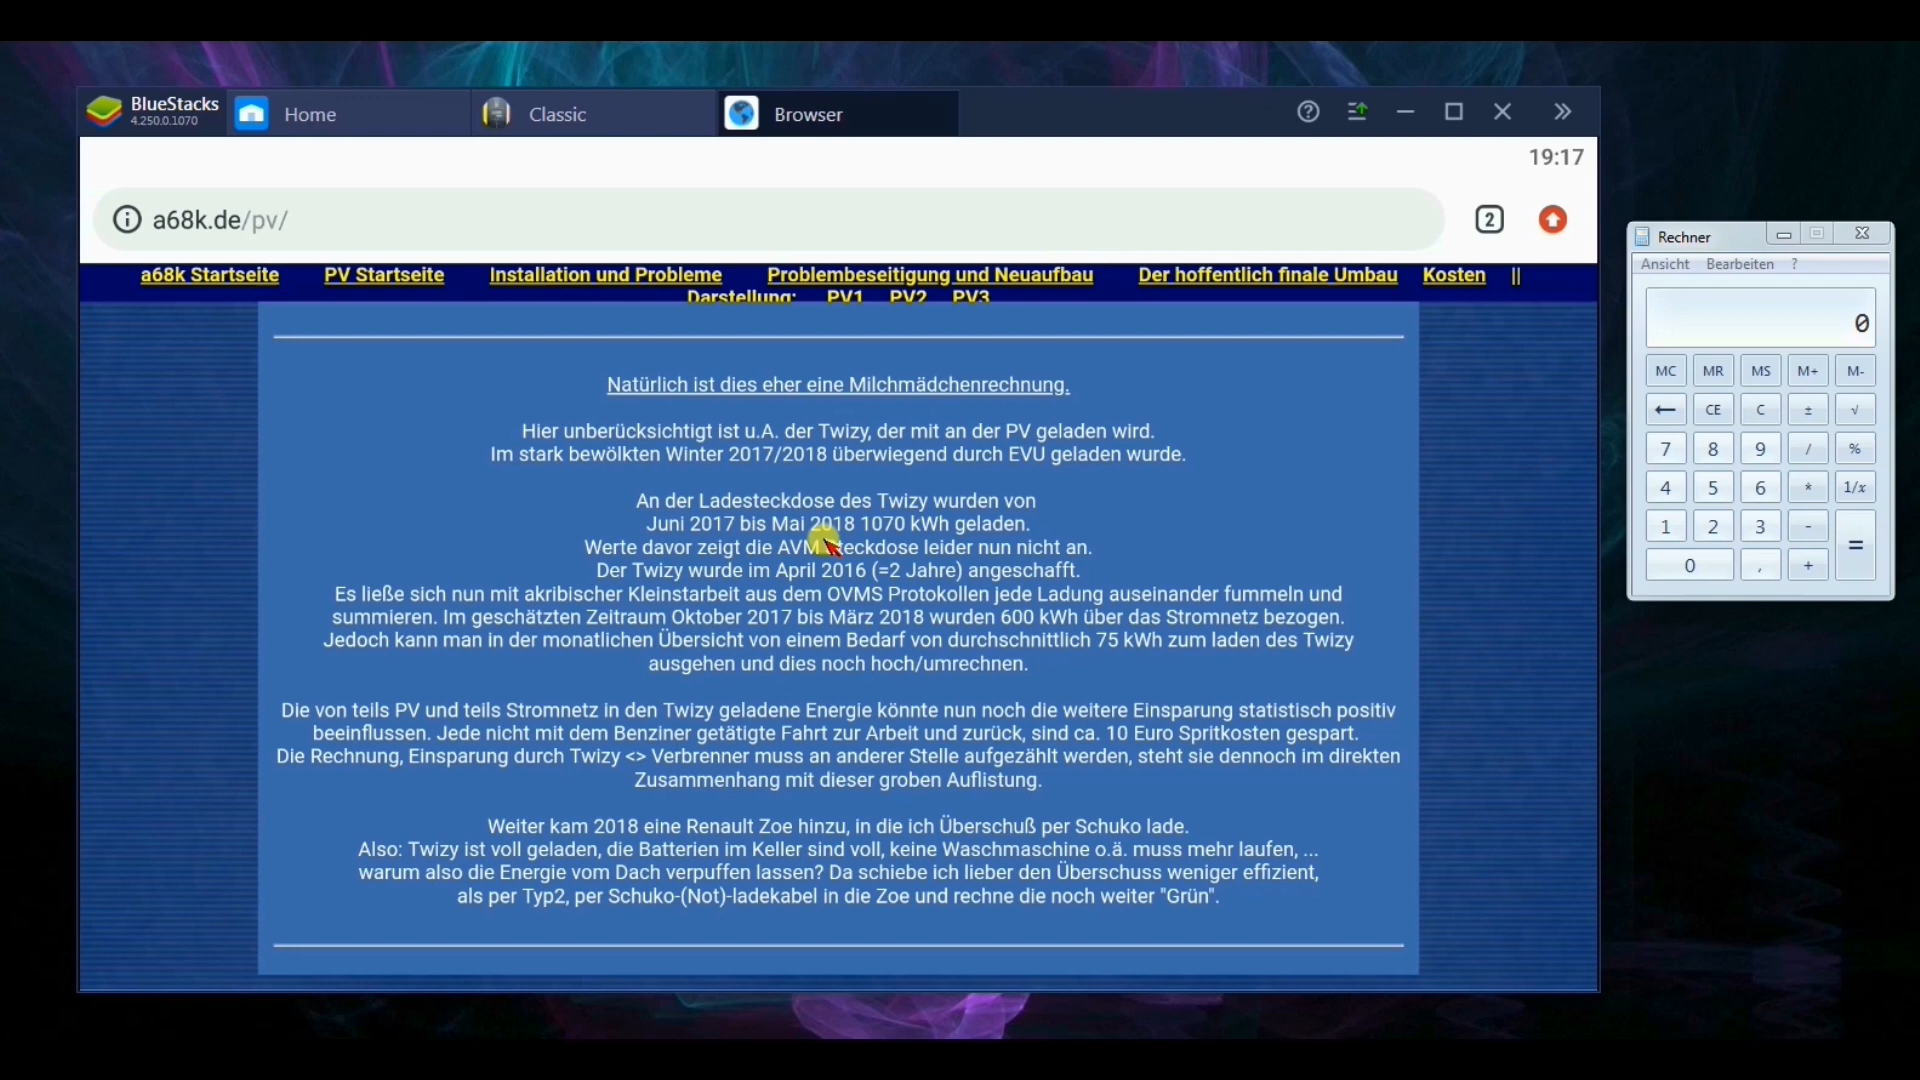 BlueStacks
4.250.0.1070
Home
Classic
Browser
19:17
a68k.de/pv/
2
a68k Startseite PV Startseite Installation und Probleme Problembeseitigung und Neuaufbau Der hoffentlich finale Umbau Kosten ||
Darstellung: PV1 PV2 PV3
Natürlich ist dies eher eine Milchmädchenrechnung.
Hier unberücksichtigt ist u.A. der Twizy, der mit an der PV geladen wird.
Im stark bewölkten Winter 2017/2018 überwiegend durch EVU geladen wurde.
An der Ladesteckdose des Twizy wurden von
Juni 2017 bis Mai 2018 1070 kWh geladen.
Werte davor zeigt die AVM Steckdose leider nun nicht an.
Der Twizy wurde im April 2016 (=2 Jahre) angeschafft.
Es ließe sich nun mit akribischer Kleinstarbeit aus dem OVMS Protokollen jede Ladung auseinander fummeln und
summieren. Im geschätzten Zeitraum Oktober 2017 bis März 2018 wurden 600 kWh über das Stromnetz bezogen.
Jedoch kann man in der monatlichen Übersicht von einem Bedarf von durchschnittlich 75 kWh zum laden des Twizy
ausgehen und dies noch hoch/umrechnen.
Die von teils PV und teils Stromnetz in den Twizy geladene Energie könnte nun noch die weitere Einsparung statistisch positiv
beeinflussen. Jede nicht mit dem Benziner getätigte Fahrt zur Arbeit und zurück, sind ca. 10 Euro Spritkosten gespart.
Die Rechnung, Einsparung durch Twizy <> Verbrenner muss an anderer Stelle aufgezählt werden, steht sie dennoch im direkten
Zusammenhang mit dieser groben Auflistung.
Weiter kam 2018 eine Renault Zoe hinzu, in die ich Überschuß per Schuko lade.
Also: Twizy ist voll geladen, die Batterien im Keller sind voll, keine Waschmaschine o.ä. muss mehr laufen, ...
warum also die Energie vom Dach verpuffen lassen? Da schiebe ich lieber den Überschuss weniger effizient,
als per Typ2, per Schuko-(Not)-ladekabel in die Zoe und rechne die noch weiter "Grün".
Rechner
Ansicht Bearbeiten ?
0
MC MR MS M+ M-
← CE C ± √
7 8 9 / %
4 5 6 * 1/x
1 2 3 - =
0 , +